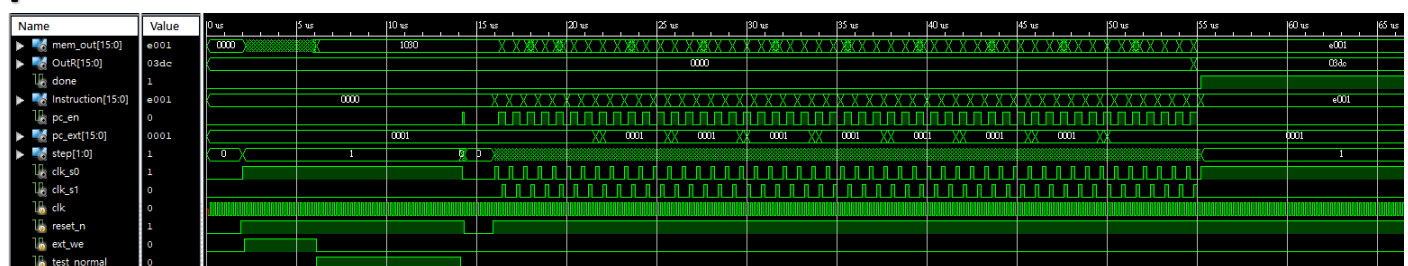 Name Value 0 us 5 us 10 us 15 us 20 us 25 us 30 us 35 us 40 us 45 us 50 us 55 us 60 us 65 us
mem_out[15:0] e001 0000 1030 e001
OutR[15:0] 03dc 0000 03dc
done 1
Instruction[15:0] e001 0000 e001
pc_en 0
pc_ext[15:0] 0001 0001 0001 0001 0001 0001 0001 0001 0001 0001 0001
step[1:0] 1 0 1 0 1
clk_s0 1
clk_s1 0
clk 0
reset_n 1
ext_we 0
test_normal 0